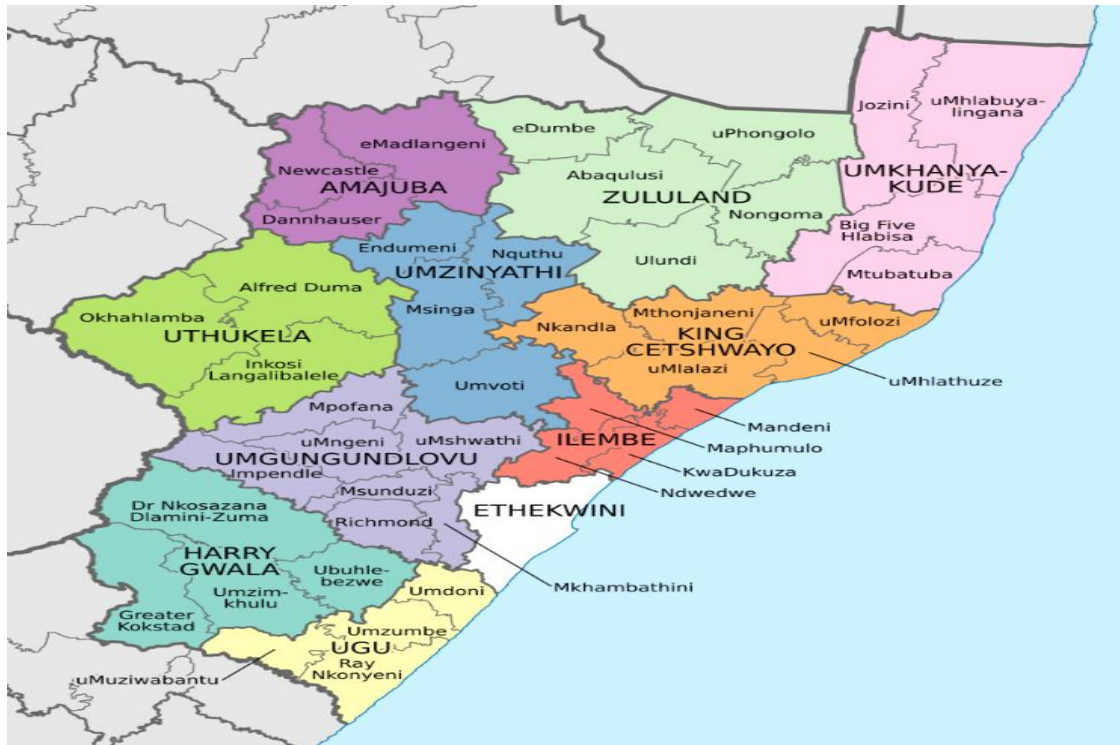 Jozini
uMhlabuya-
lingana
UMKHANYA-
KUDE
Big Five
Hlabisa
Mtubatuba
eDumbe
uPhongolo
Abaqulusi
ZULULAND
Nongoma
Ulundi
eMadlangeni
Newcastle
AMAJUBA
Dannhauser
Endumeni
Nquthu
UMZINYATHI
Msinga
Umvoti
Alfred Duma
Okhahlamba
UTHUKELA
Inkosi
Langalibalele
Nkandla
Mthonjaneni
uMfolozi
KING
CETSHWAYO
uMlalazi
uMhlathuze
Mandeni
ILEMBE
Maphumulo
KwaDukuza
Ndwedwe
Mpofana
uMngeni
uMshwathi
UMGUNGUNDLOVU
Impendle
Msunduzi
Richmond
Mkhambathini
ETHEKWINI
Dr Nkosazana
Dlamini-Zuma
HARRY
GWALA
Ubuhle-
bezwe
Umzim-
khulu
Greater
Kokstad
Umdoni
Umzumbe
UGU
Ray
Nkonyeni
uMuziwabantu